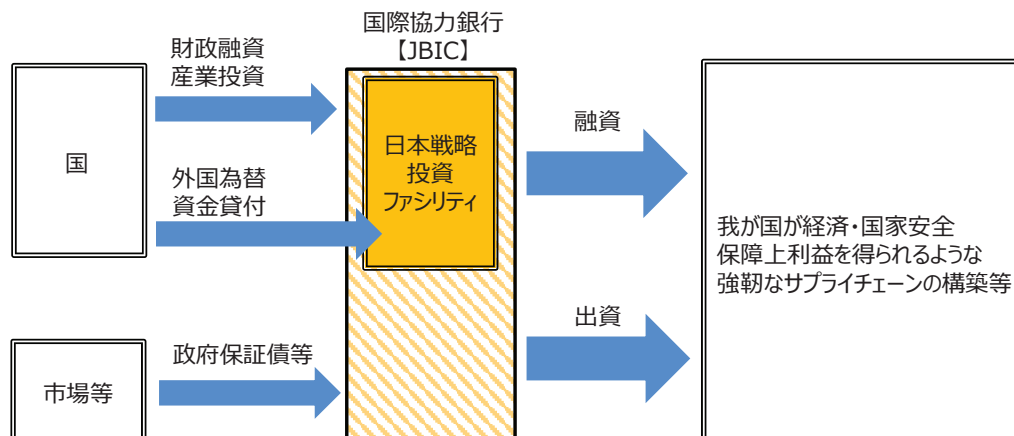 国際協力銀行
【JBIC】
財政融資
産業投資
国
外国為替
資金貸付
日本戦略
投資
ファシリティ
融資
我が国が経済・国家安全
保障上利益を得られるような
強靭なサプライチェーンの構築等
出資
市場等
政府保証債等